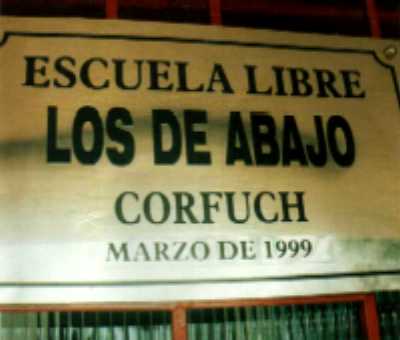 ESCUELA LIBRE
LOS DE ABAJO
CORFUCH
MARZO DE 1999